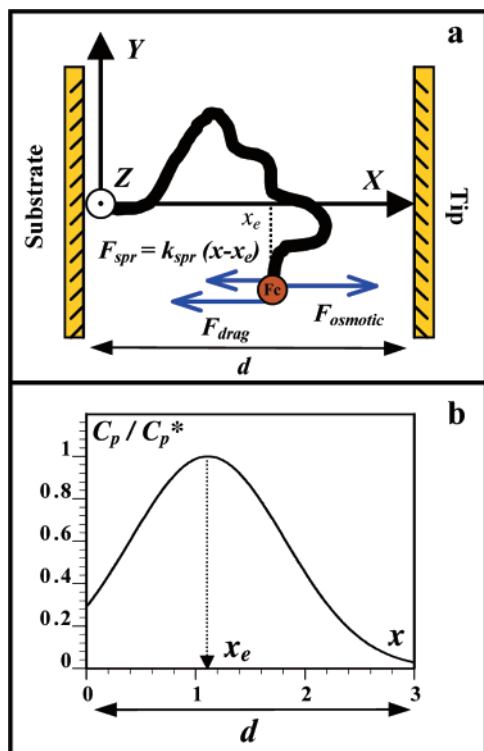 a
Y
Substrate
Z
X
Tip
x_e
F_spr = k_spr (x-x_e)
Fc
F_drag
F_osmotic
d
b
C_p / C_p*
1
0.8
0.6
0.4
0.2
0
x_e
x
0 1 2 3
d